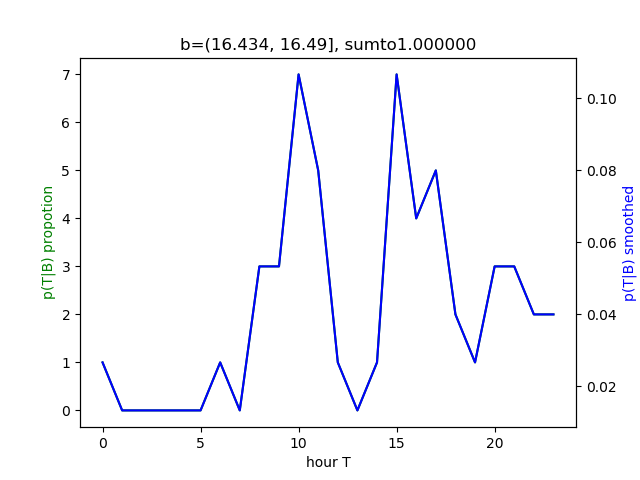 b=(16.434, 16.49], sumto1.000000
7
6
5
4
3
2
1
0
p(T|B) propotion
0.10
0.08
0.06
0.04
0.02
p(T|B) smoothed
0 5 10 15 20
hour T